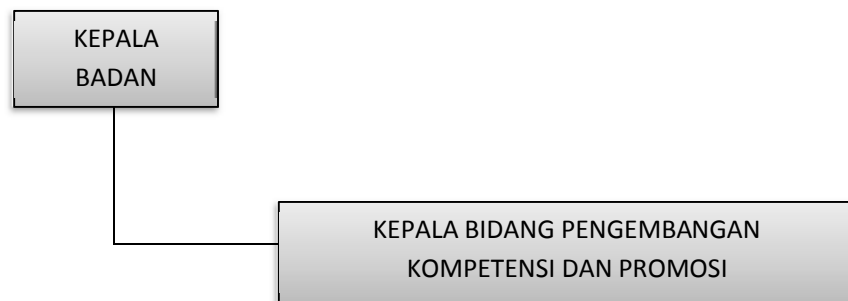 KEPALA
BADAN
KEPALA BIDANG PENGEMBANGAN
KOMPETENSI DAN PROMOSI